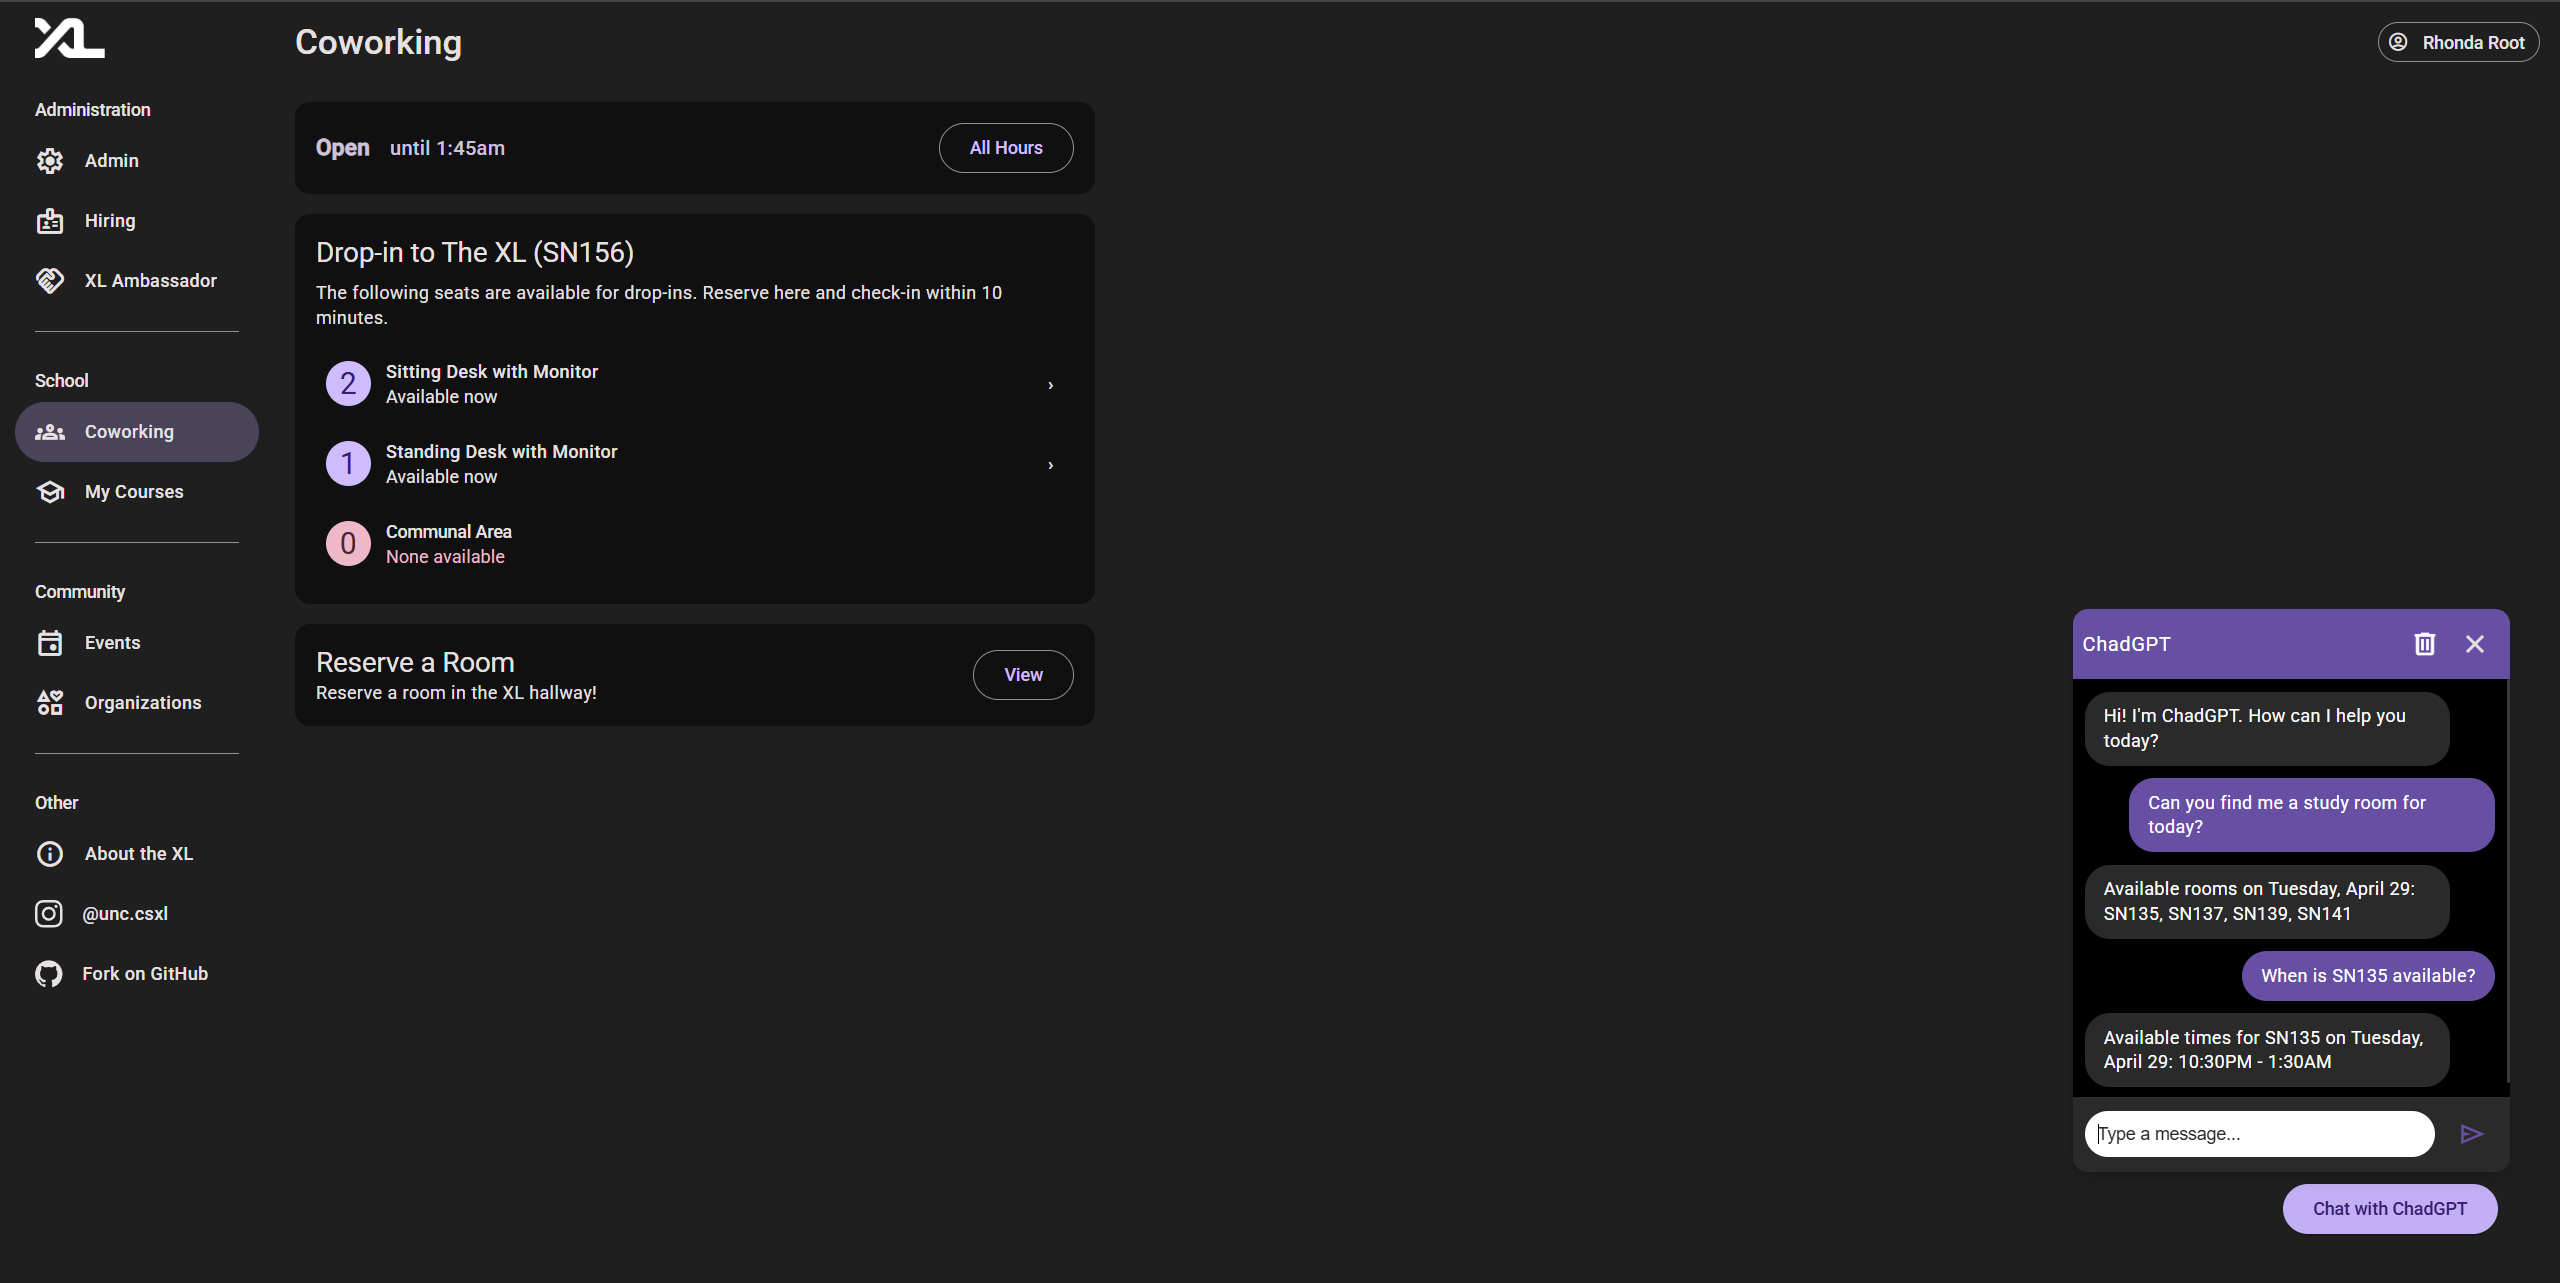 XL
Coworking
Rhonda Root
Administration
Admin
Hiring
XL Ambassador
School
Coworking
My Courses
Community
Events
Organizations
Other
About the XL
@unc.csxl
Fork on GitHub
Open until 1:45am
All Hours
Drop-in to The XL (SN156)
The following seats are available for drop-ins. Reserve here and check-in within 10
minutes.
2
Sitting Desk with Monitor
Available now
›
1
Standing Desk with Monitor
Available now
›
0
Communal Area
None available
Reserve a Room
Reserve a room in the XL hallway!
View
ChadGPT
Hi! I'm ChadGPT. How can I help you
today?
Can you find me a study room for
today?
Available rooms on Tuesday, April 29:
SN135, SN137, SN139, SN141
When is SN135 available?
Available times for SN135 on Tuesday,
April 29: 10:30PM - 1:30AM
Type a message...
Chat with ChadGPT